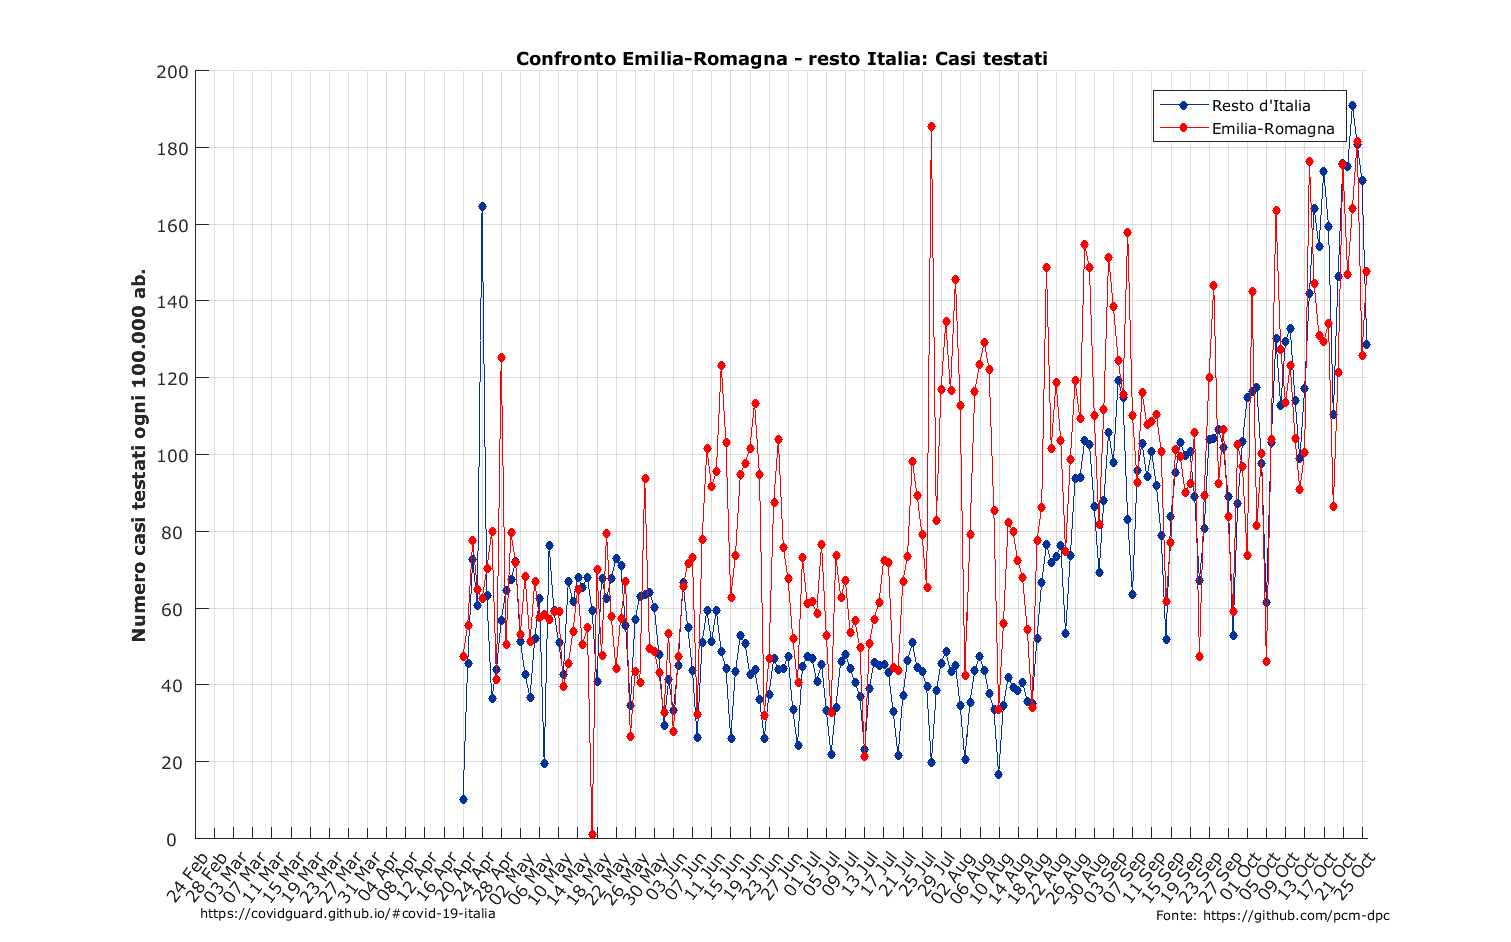 Confronto Emilia-Romagna - resto Italia: Casi testati
Resto d'Italia
Emilia-Romagna
Numero casi testati ogni 100.000 ab.
200
180
160
140
120
100
80
60
40
20
0
24 Feb
28 Feb
03 Mar
07 Mar
11 Mar
15 Mar
19 Mar
23 Mar
27 Mar
31 Mar
04 Apr
08 Apr
12 Apr
16 Apr
20 Apr
24 Apr
28 Apr
02 May
06 May
10 May
14 May
18 May
22 May
26 May
30 May
03 Jun
07 Jun
11 Jun
15 Jun
19 Jun
23 Jun
27 Jun
01 Jul
05 Jul
09 Jul
13 Jul
17 Jul
21 Jul
25 Jul
29 Jul
02 Aug
06 Aug
10 Aug
14 Aug
18 Aug
22 Aug
26 Aug
30 Aug
03 Sep
07 Sep
11 Sep
15 Sep
19 Sep
23 Sep
27 Sep
01 Oct
05 Oct
09 Oct
13 Oct
17 Oct
21 Oct
25 Oct
https://covidguard.github.io/#covid-19-italia
Fonte: https://github.com/pcm-dpc